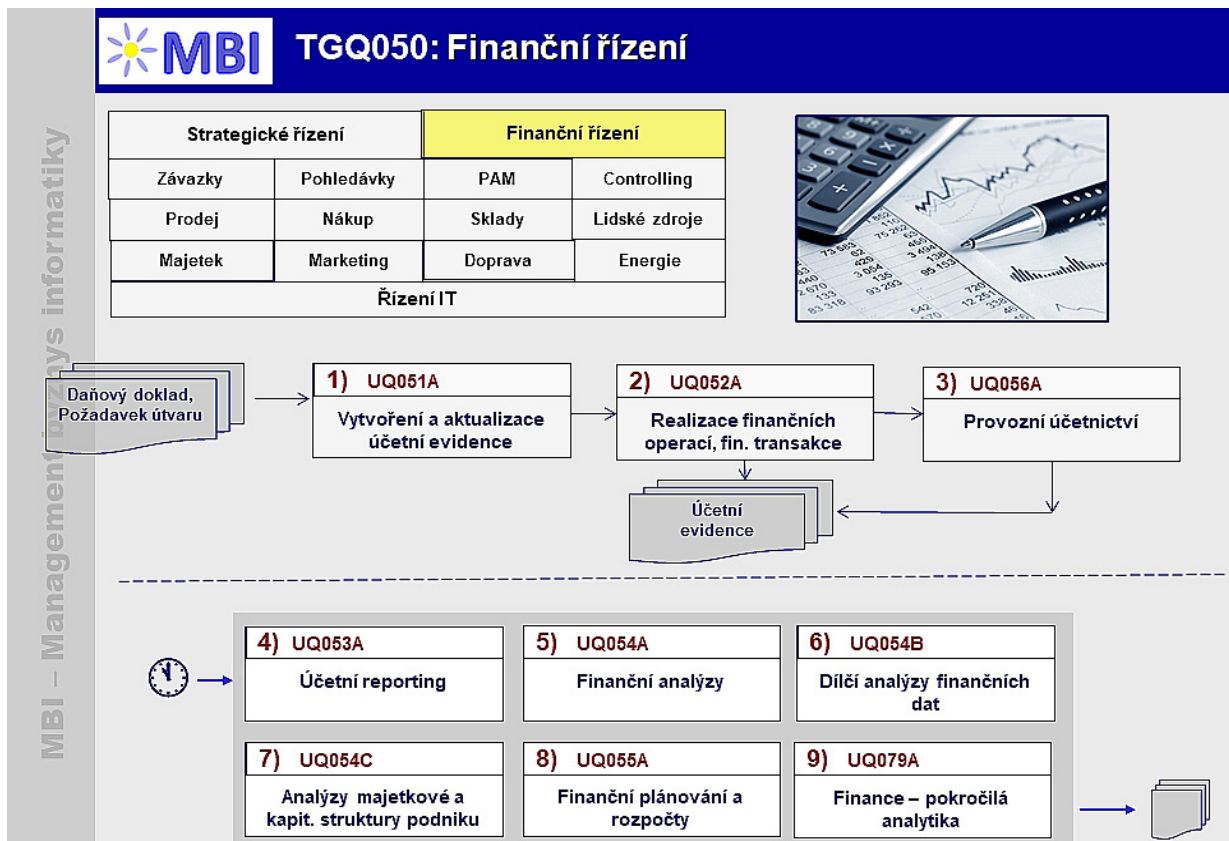 MBI
TGQ050: Finanční řízení
MBI – Management byznys informatiky
Strategické řízení
Finanční řízení
Závazky
Pohledávky
PAM
Controlling
Prodej
Nákup
Sklady
Lidské zdroje
Majetek
Marketing
Doprava
Energie
Řízení IT
Daňový doklad,
Požadavek útvaru
1) UQ051A
Vytvoření a aktualizace
účetní evidence
2) UQ052A
Realizace finančních
operací, fin. transakce
3) UQ056A
Provozní účetnictví
Účetní
evidence
4) UQ053A
Účetní reporting
5) UQ054A
Finanční analýzy
6) UQ054B
Dílčí analýzy finančních
dat
7) UQ054C
Analýzy majetkové a
kapit. struktury podniku
8) UQ055A
Finanční plánování a
rozpočty
9) UQ079A
Finance – pokročilá
analytika